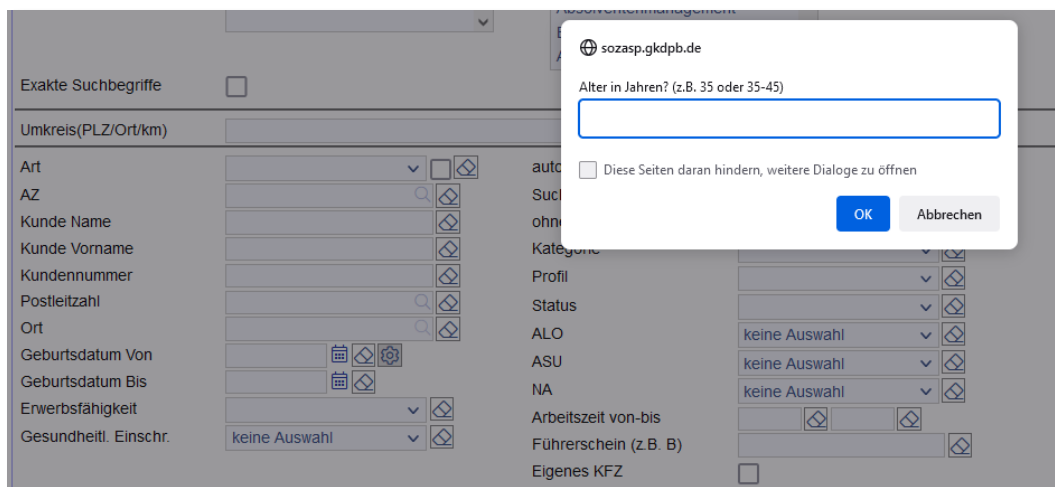 Absolventenmanagement
sozasp.gkdpb.de
Alter in Jahren? (z.B. 35 oder 35-45)
Diese Seiten daran hindern, weitere Dialoge zu öffnen
OK Abbrechen
Exakte Suchbegriffe
Umkreis(PLZ/Ort/km)
Art
AZ
Kunde Name
Kunde Vorname
Kundennummer
Postleitzahl
Ort
Geburtsdatum Von
Geburtsdatum Bis
Erwerbsfähigkeit
Gesundheitl. Einschr. keine Auswahl
Kategorie
Profil
Status
ALO keine Auswahl
ASU keine Auswahl
NA keine Auswahl
Arbeitszeit von-bis
Führerschein (z.B. B)
Eigenes KFZ